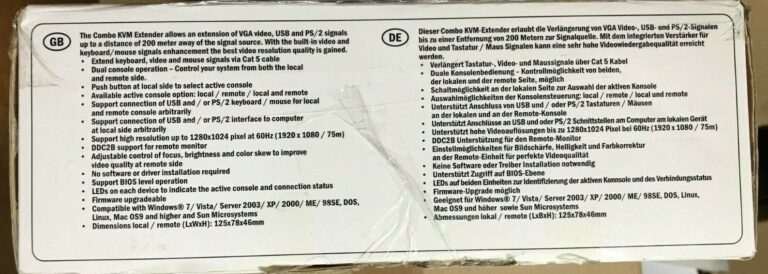 GB
The Combo KVM Extender allows an extension of VGA video, USB and PS/2 signals
up to a distance of 200 meter away of the signal source. With the built-in video and
keyboard/mouse signals enhancement the best video resolution quality is gained.
• Extend keyboard, video and mouse signals via Cat 5 cable
• Dual console operation – Control your system from both the local
and remote side.
• Push button at local side to select active console
• Available active console option: local / remote / local and remote
• Support connection of USB and / or PS/2 keyboard / mouse for local
and remote console arbitrarily
• Support connection of USB and / or PS/2 interface to computer
at local side arbitrarily
• Support high resolution up to 1280x1024 pixel at 60Hz (1920 x 1080 / 75m)
• DDC2B support for remote monitor
• Adjustable control of focus, brightness and color skew to improve
video quality at remote side
• No software or driver installation required
• Support BIOS level operation
• LEDs on each device to indicate the active console and connection status
• Firmware upgradeable
• Compatible with Windows® 7/ Vista/ Server 2003/ XP/ 2000/ ME/ 98SE, DOS,
Linux, Mac OS9 and higher and Sun Microsystems
• Dimensions local / remote (LxWxH): 125x78x46mm
DE
Dieser Combo KVM-Extender erlaubt die Verlängerung von VGA Video-, USB- und PS/2-Signalen
bis zu einer Entfernung von 200 Metern zur Signalquelle. Mit dem integrierten Verstärker für
Video und Tastatur / Maus Signalen kann eine sehr hohe Videowiedergabequalität erreicht
werden.
• Verlängert Tastatur-, Video- und Maussignale über Cat 5 Kabel
• Duale Konsolenbedienung – Kontrollmöglichkeit von beiden,
der lokalen und der remote Seite, möglich
• Schaltmöglichkeit an der lokalen Seite zur Auswahl der aktiven Konsole
• Auswahlmöglichkeiten der Konsolensteuerung: local / remote / local und remote
• Unterstützt Anschluss von USB und / oder PS/2 Tastaturen / Mäusen
an der lokalen und an der Remote-Konsole
• Unterstützt Anschlüsse an USB und oder PS/2 Schnittstellen am Computer am lokalen Gerät
• Unterstützt hohe Videoauflösungen bis zu 1280x1024 Pixel bei 60Hz (1920 x 1080 / 75m)
• DDC2B Unterstützung für den Remote-Monitor
• Einstellmöglichkeiten für Bildschärfe, Helligkeit und Farbkorrektur
an der Remote-Einheit für perfekte Videoqualität
• Keine Software oder Treiber Installation notwendig
• Unterstützt Zugriff auf BIOS-Ebene
• LEDs auf beiden Einheiten zur Identifizierung der aktiven Konnsole und des Verbindungsstatus
• Firmware-Upgrade möglich
• Geeignet für Windows® 7/ Vista/ Server 2003/ XP/ 2000/ ME/ 98SE, DOS, Linux,
Mac OS9 und höher sowie Sun Microsystems
• Abmessungen lokal / remote (LxBxH): 125x78x46mm